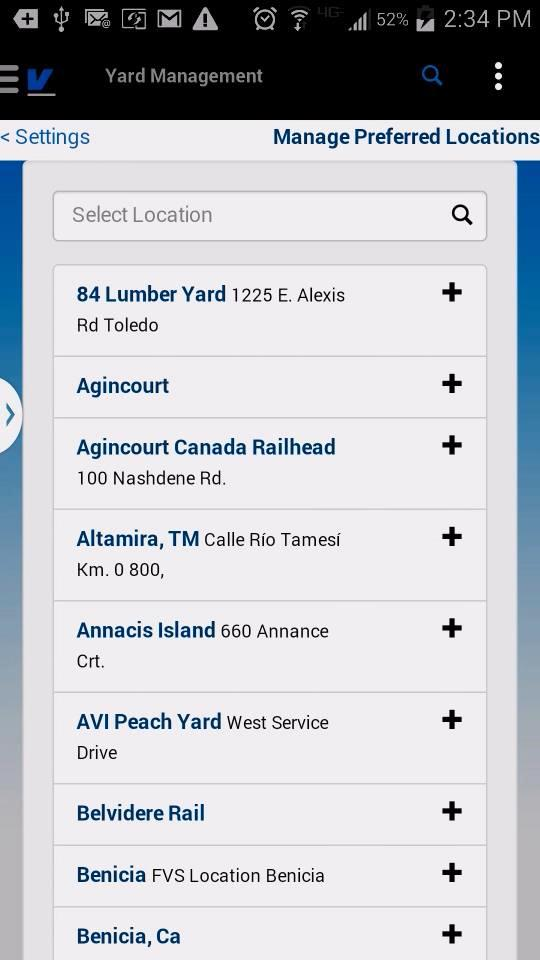 4G 52% 2:34 PM
Yard Management
< Settings Manage Preferred Locations
Select Location
84 Lumber Yard 1225 E. Alexis
Rd Toledo
Agincourt
Agincourt Canada Railhead
100 Nashdene Rd.
Altamira, TM Calle Río Tamesí
Km. 0 800,
Annacis Island 660 Annance
Crt.
AVI Peach Yard West Service
Drive
Belvidere Rail
Benicia FVS Location Benicia
Benicia, Ca